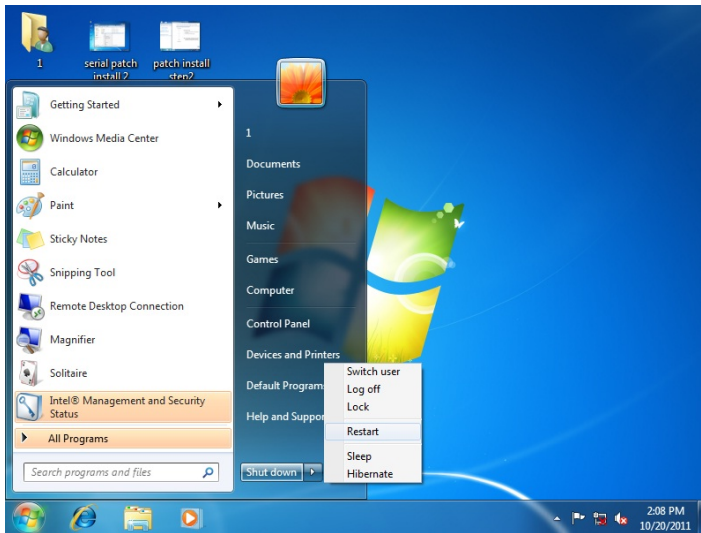 1
serial patch
install 2
patch install
step2
Getting Started
Windows Media Center
Calculator
Paint
Sticky Notes
Snipping Tool
Remote Desktop Connection
Magnifier
Solitaire
Intel® Management and Security
Status
All Programs
Search programs and files
1
Documents
Pictures
Music
Games
Computer
Control Panel
Devices and Printers
Default Program
Help and Suppor
Shut down
Switch user
Log off
Lock
Restart
Sleep
Hibernate
2:08 PM
10/20/2011